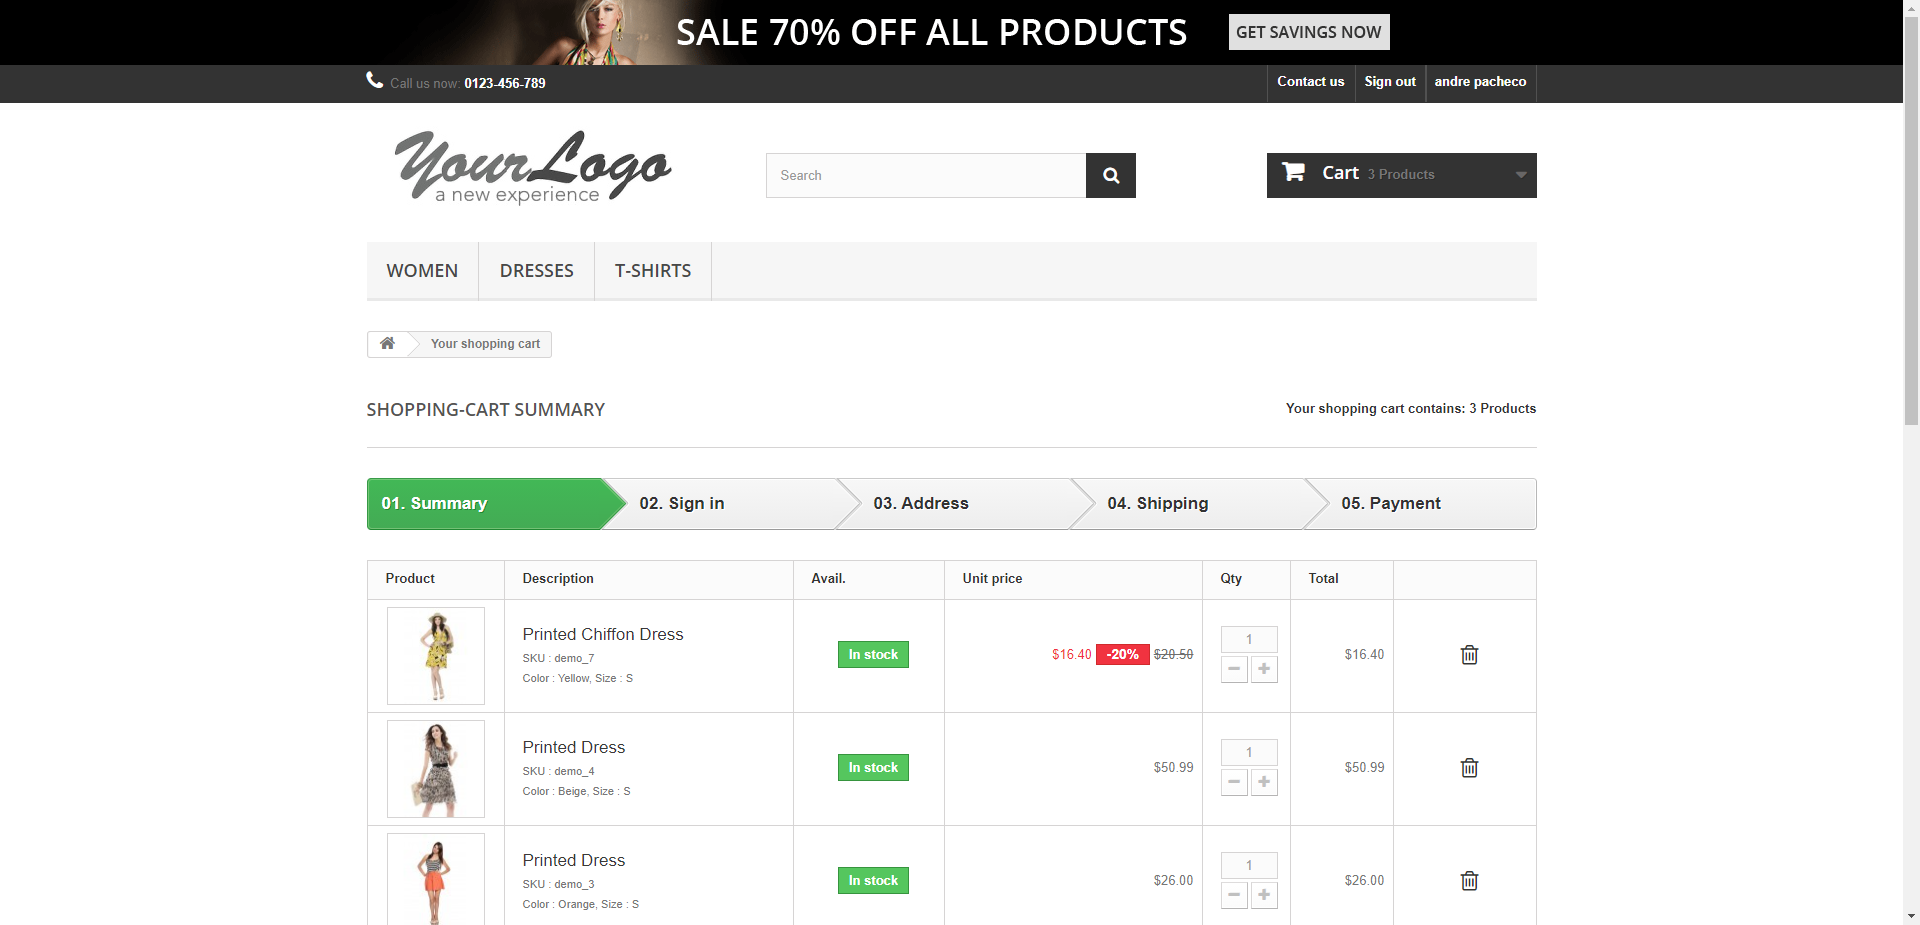 SALE 70% OFF ALL PRODUCTS GET SAVINGS NOW
Call us now: 0123-456-789 Contact us Sign out andre pacheco
YourLogo
a new experience
Search
Cart 3 Products
WOMEN DRESSES T-SHIRTS
Your shopping cart
SHOPPING-CART SUMMARY Your shopping cart contains: 3 Products
01. Summary 02. Sign in 03. Address 04. Shipping 05. Payment
Product Description Avail. Unit price Qty Total
Printed Chiffon Dress
SKU : demo_7
Color : Yellow, Size : S
In stock
$16.40 -20% $20.50
1
$16.40
Printed Dress
SKU : demo_4
Color : Beige, Size : S
In stock
$50.99
1
$50.99
Printed Dress
SKU : demo_3
Color : Orange, Size : S
In stock
$26.00
1
$26.00